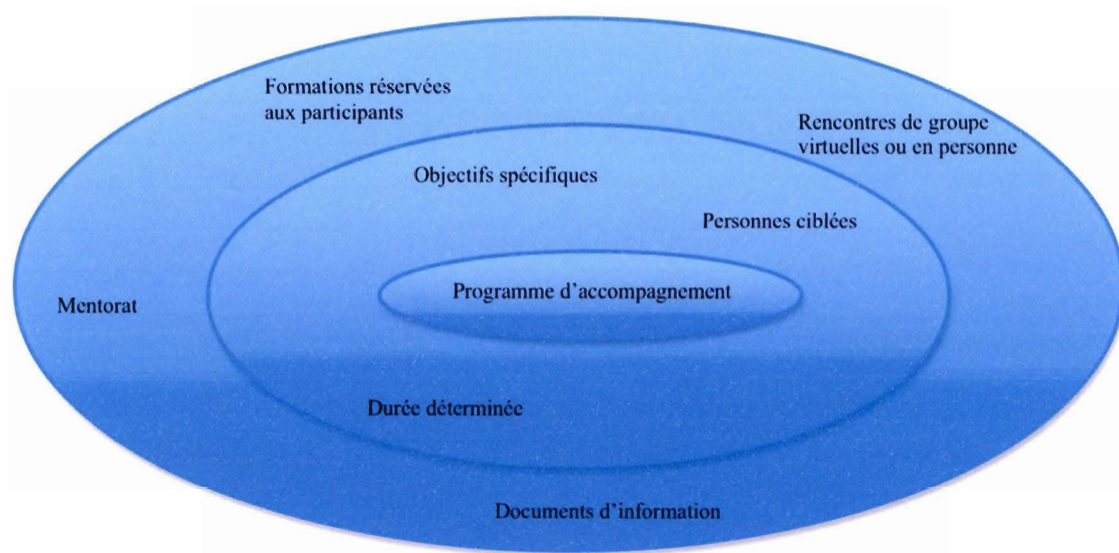 Formations réservées
aux participants
Rencontres de groupe
virtuelles ou en personne
Objectifs spécifiques
Personnes ciblées
Programme d’accompagnement
Mentorat
Durée déterminée
Documents d’information